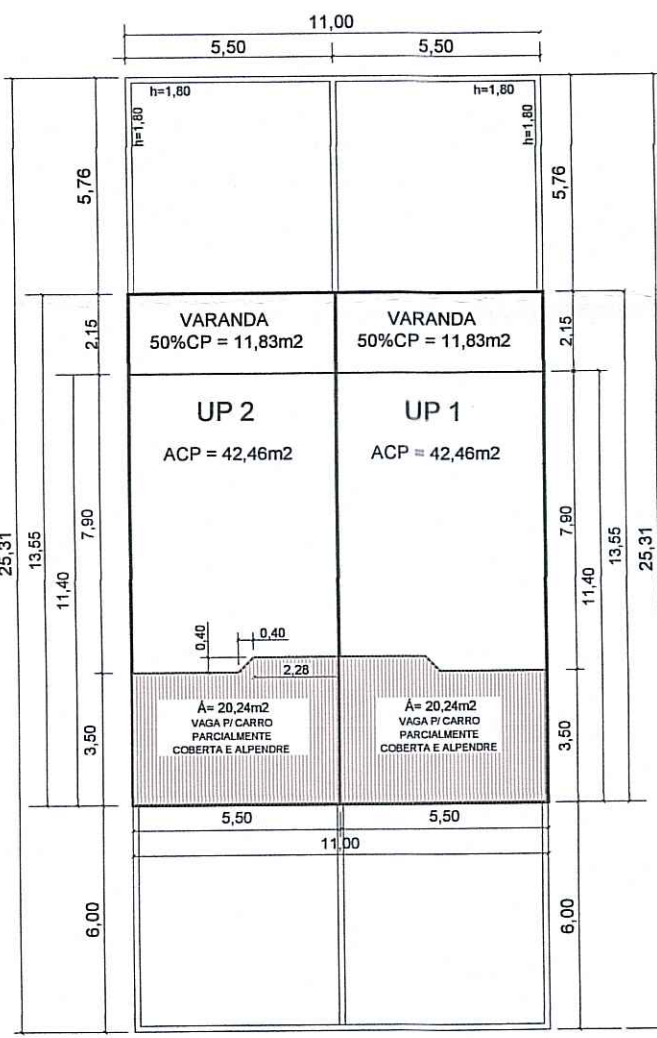 11,00
5,50
5,50
h=1,80
h=1,80
h=1,80
h=1,80
5,76
5,76
VARANDA
50%CP = 11,83m2
VARANDA
50%CP = 11,83m2
2,15
2,15
UP 2
UP 1
ACP = 42,46m2
ACP = 42,46m2
25,31
13,55
11,40
7,90
7,90
11,40
13,55
25,31
0,40
0,40
2,28
A= 20,24m2
VAGA P/ CARRO
PARCIALMENTE
COBERTA E ALPENDRE
A= 20,24m2
VAGA P/ CARRO
PARCIALMENTE
COBERTA E ALPENDRE
3,50
3,50
5,50
5,50
11,00
6,00
6,00